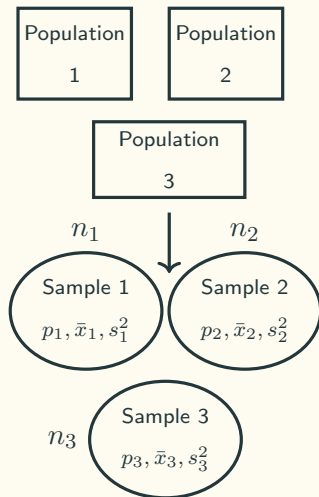 Population Population
1 2
Population
3
n₁ n₂
Sample 1 Sample 2
p₁, x̄₁, s₁² p₂, x̄₂, s₂²
Sample 3
n₃
p₃, x̄₃, s₃²